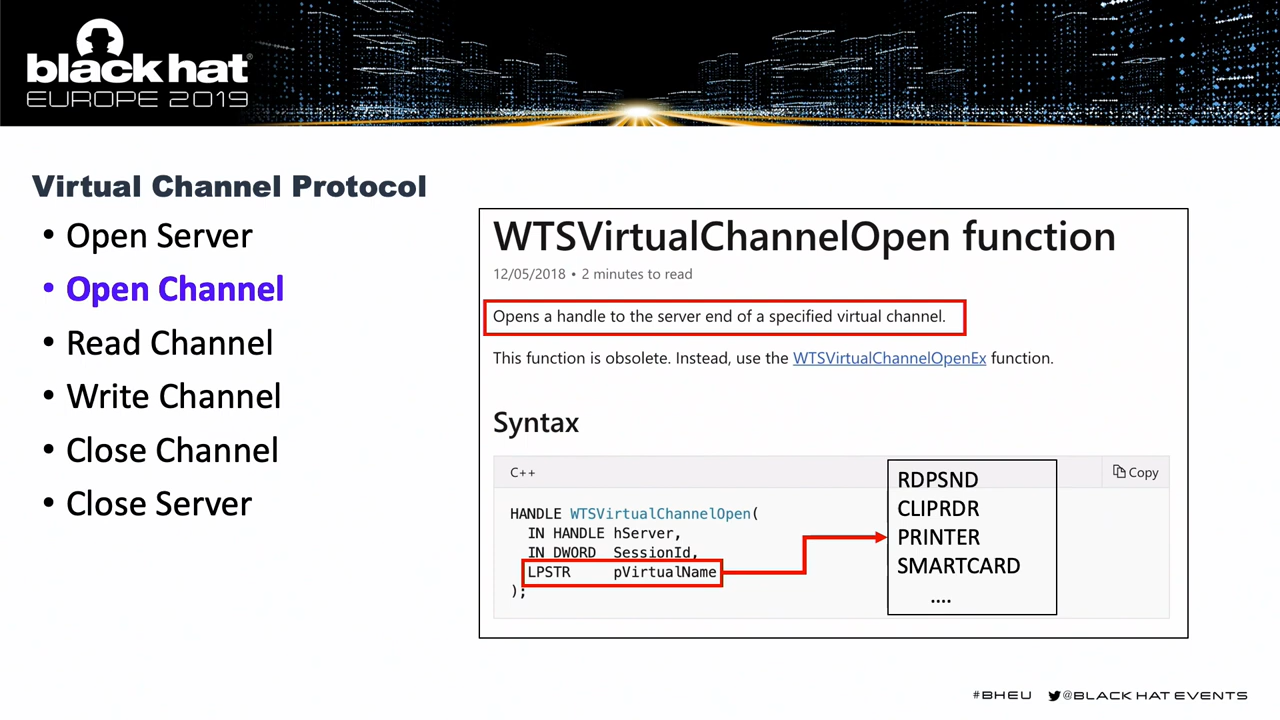 black hat®
EUROPE 2019
Virtual Channel Protocol
• Open Server
• Open Channel
• Read Channel
• Write Channel
• Close Channel
• Close Server
WTSVirtualChannelOpen function
12/05/2018 • 2 minutes to read
Opens a handle to the server end of a specified virtual channel.
This function is obsolete. Instead, use the WTSVirtualChannelOpenEx function.
Syntax
C++
Copy
HANDLE WTSVirtualChannelOpen(
IN HANDLE hServer,
IN DWORD SessionId,
LPSTR pVirtualName
);
RDPSND
CLIPRDR
PRINTER
SMARTCARD
....
#BHEU @BLACK HAT EVENTS